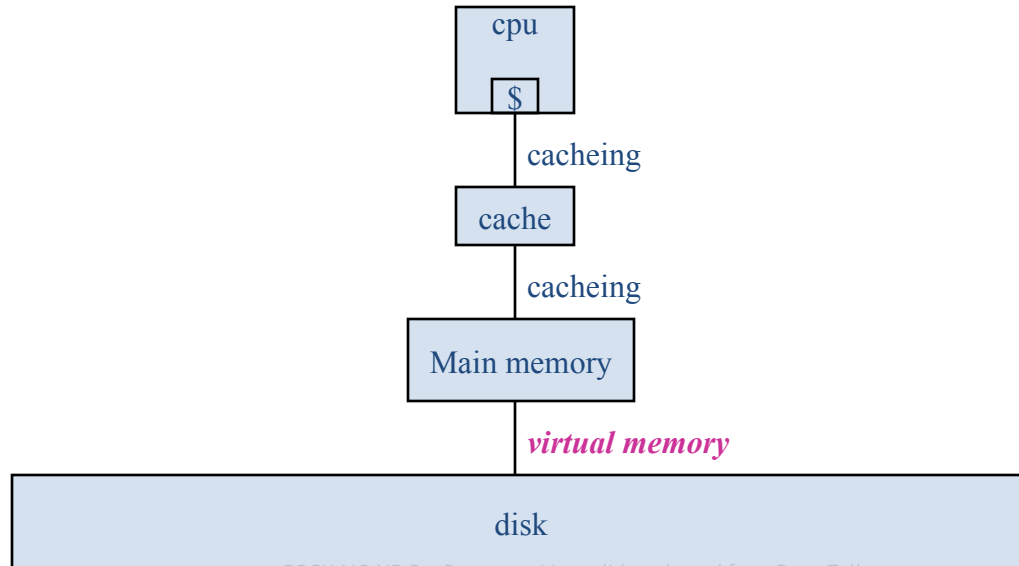 cpu
$
cacheing
cache
cacheing
Main memory
virtual memory
disk